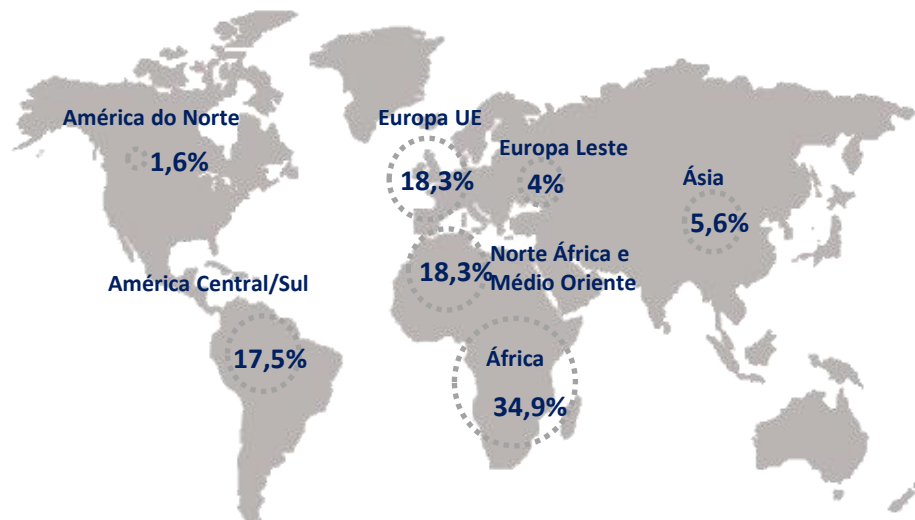 América do Norte
1,6%
Europa UE
18,3%
Europa Leste
4%
Ásia
5,6%
América Central/Sul
17,5%
Norte África e
Médio Oriente
18,3%
África
34,9%